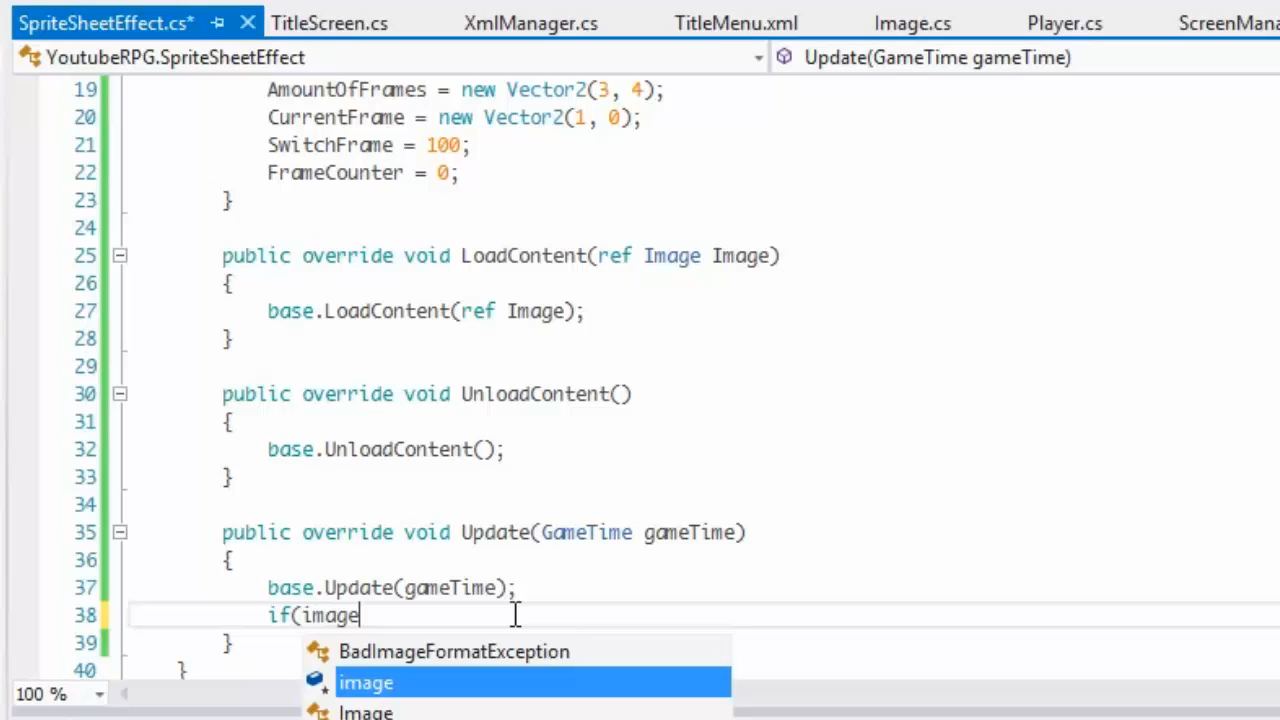 SpriteSheetEffect.cs* TitleScreen.cs XmlManager.cs TitleMenu.xml Image.cs Player.cs ScreenMana
YoutubeRPG.SpriteSheetEffect Update(GameTime gameTime)
19 AmountOfFrames = new Vector2(3, 4);
20 CurrentFrame = new Vector2(1, 0);
21 SwitchFrame = 100;
22 FrameCounter = 0;
23 }
24
25 public override void LoadContent(ref Image Image)
26 {
27 base.LoadContent(ref Image);
28 }
29
30 public override void UnloadContent()
31 {
32 base.UnloadContent();
33 }
34
35 public override void Update(GameTime gameTime)
36 {
37 base.Update(gameTime);
38 if(image
39 }
BadImageFormatException
40 }
image
100 %
Image